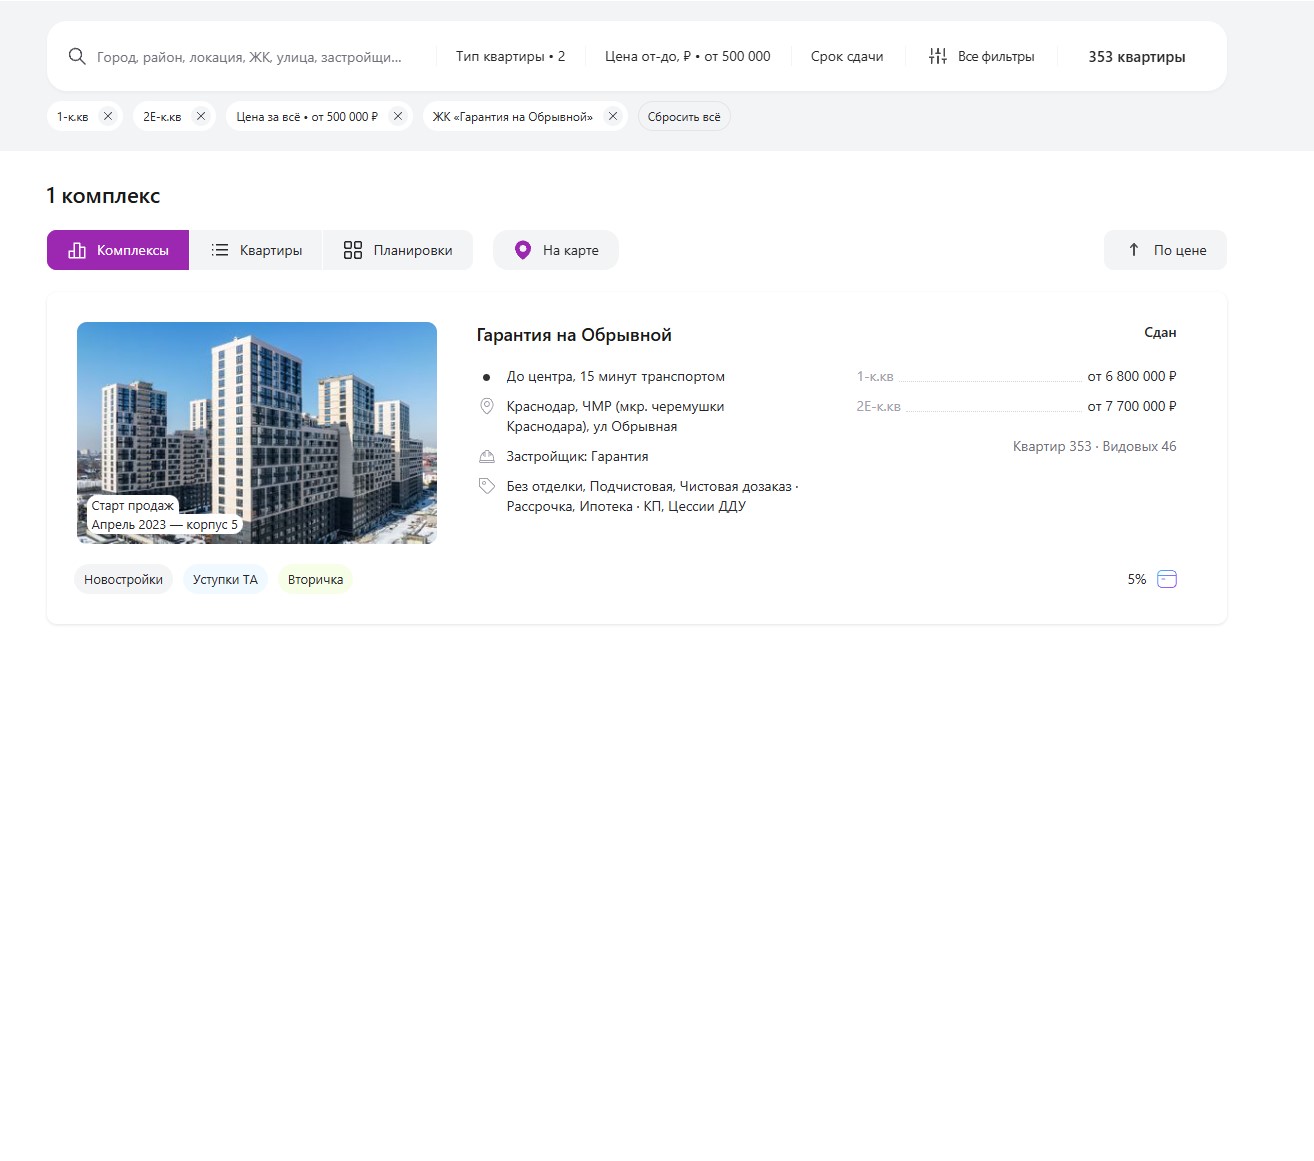 Город, район, локация, ЖК, улица, застройщи...
Тип квартиры • 2
Цена от-до, ₽ • от 500 000
Срок сдачи
Все фильтры
353 квартиры
1-к.кв
2Е-к.кв
Цена за всё • от 500 000 ₽
ЖК «Гарантия на Обрывной»
Сбросить всё
1 комплекс
Комплексы
Квартиры
Планировки
На карте
По цене
Гарантия на Обрывной
Сдан
До центра, 15 минут транспортом
Краснодар, ЧМР (мкр. черемушки
Краснодара), ул Обрывная
Застройщик: Гарантия
Без отделки, Подчистовая, Чистовая дозаказ ·
Рассрочка, Ипотека · КП, Цессии ДДУ
1-к.кв от 6 800 000 ₽
2Е-к.кв от 7 700 000 ₽
Квартир 353 · Видовых 46
Старт продаж
Апрель 2023 — корпус 5
Новостройки
Уступки ТА
Вторичка
5%